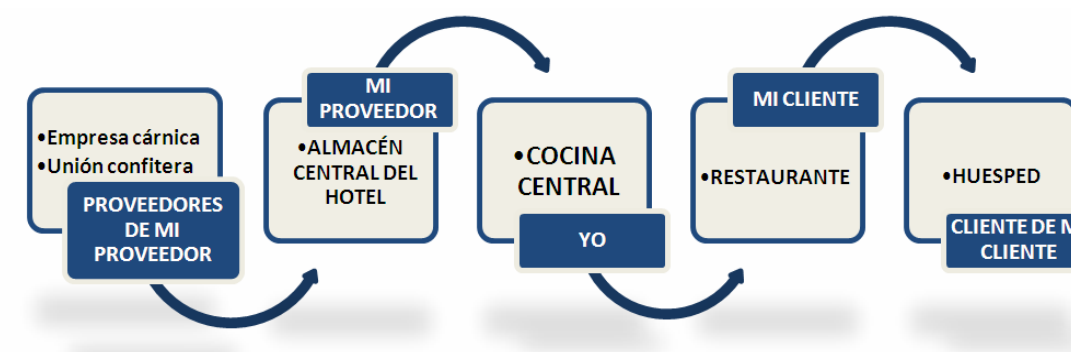 •Empresa cárnica
•Unión confitera
PROVEEDORES
DE MI
PROVEEDOR
MI
PROVEEDOR
•ALMACÉN
CENTRAL DEL
HOTEL
•COCINA
CENTRAL
YO
MI CLIENTE
•RESTAURANTE
•HUESPED
CLIENTE DE M
CLIENTE